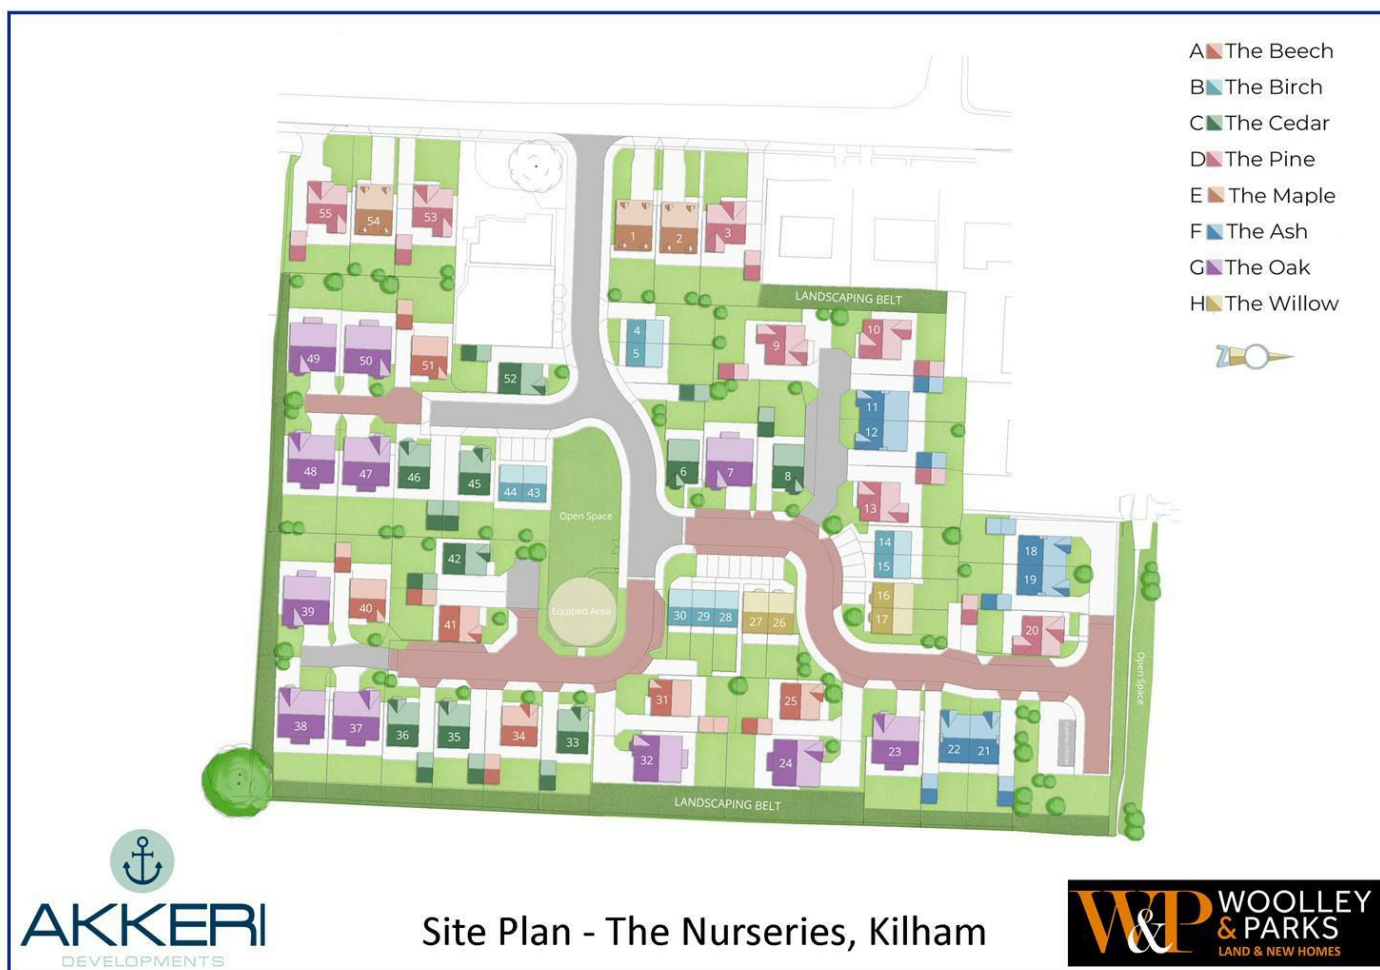 A The Beech
B The Birch
C The Cedar
D The Pine
E The Maple
F The Ash
G The Oak
H The Willow
Z
55
54
53
1
2
3
LANDSCAPING BELT
49
50
51
52
4
5
9
10
11
12
48
47
46
45
44
43
6
7
8
13
Open Space
42
14
15
18
19
39
40
41
Equiped Area
30
29
28
27
26
16
17
20
Open Space
38
37
36
35
34
33
31
32
25
24
23
22
21
LANDSCAPING BELT
AKKERI
DEVELOPMENTS
Site Plan - The Nurseries, Kilham
W&P
WOOLLEY
& PARKS
LAND & NEW HOMES